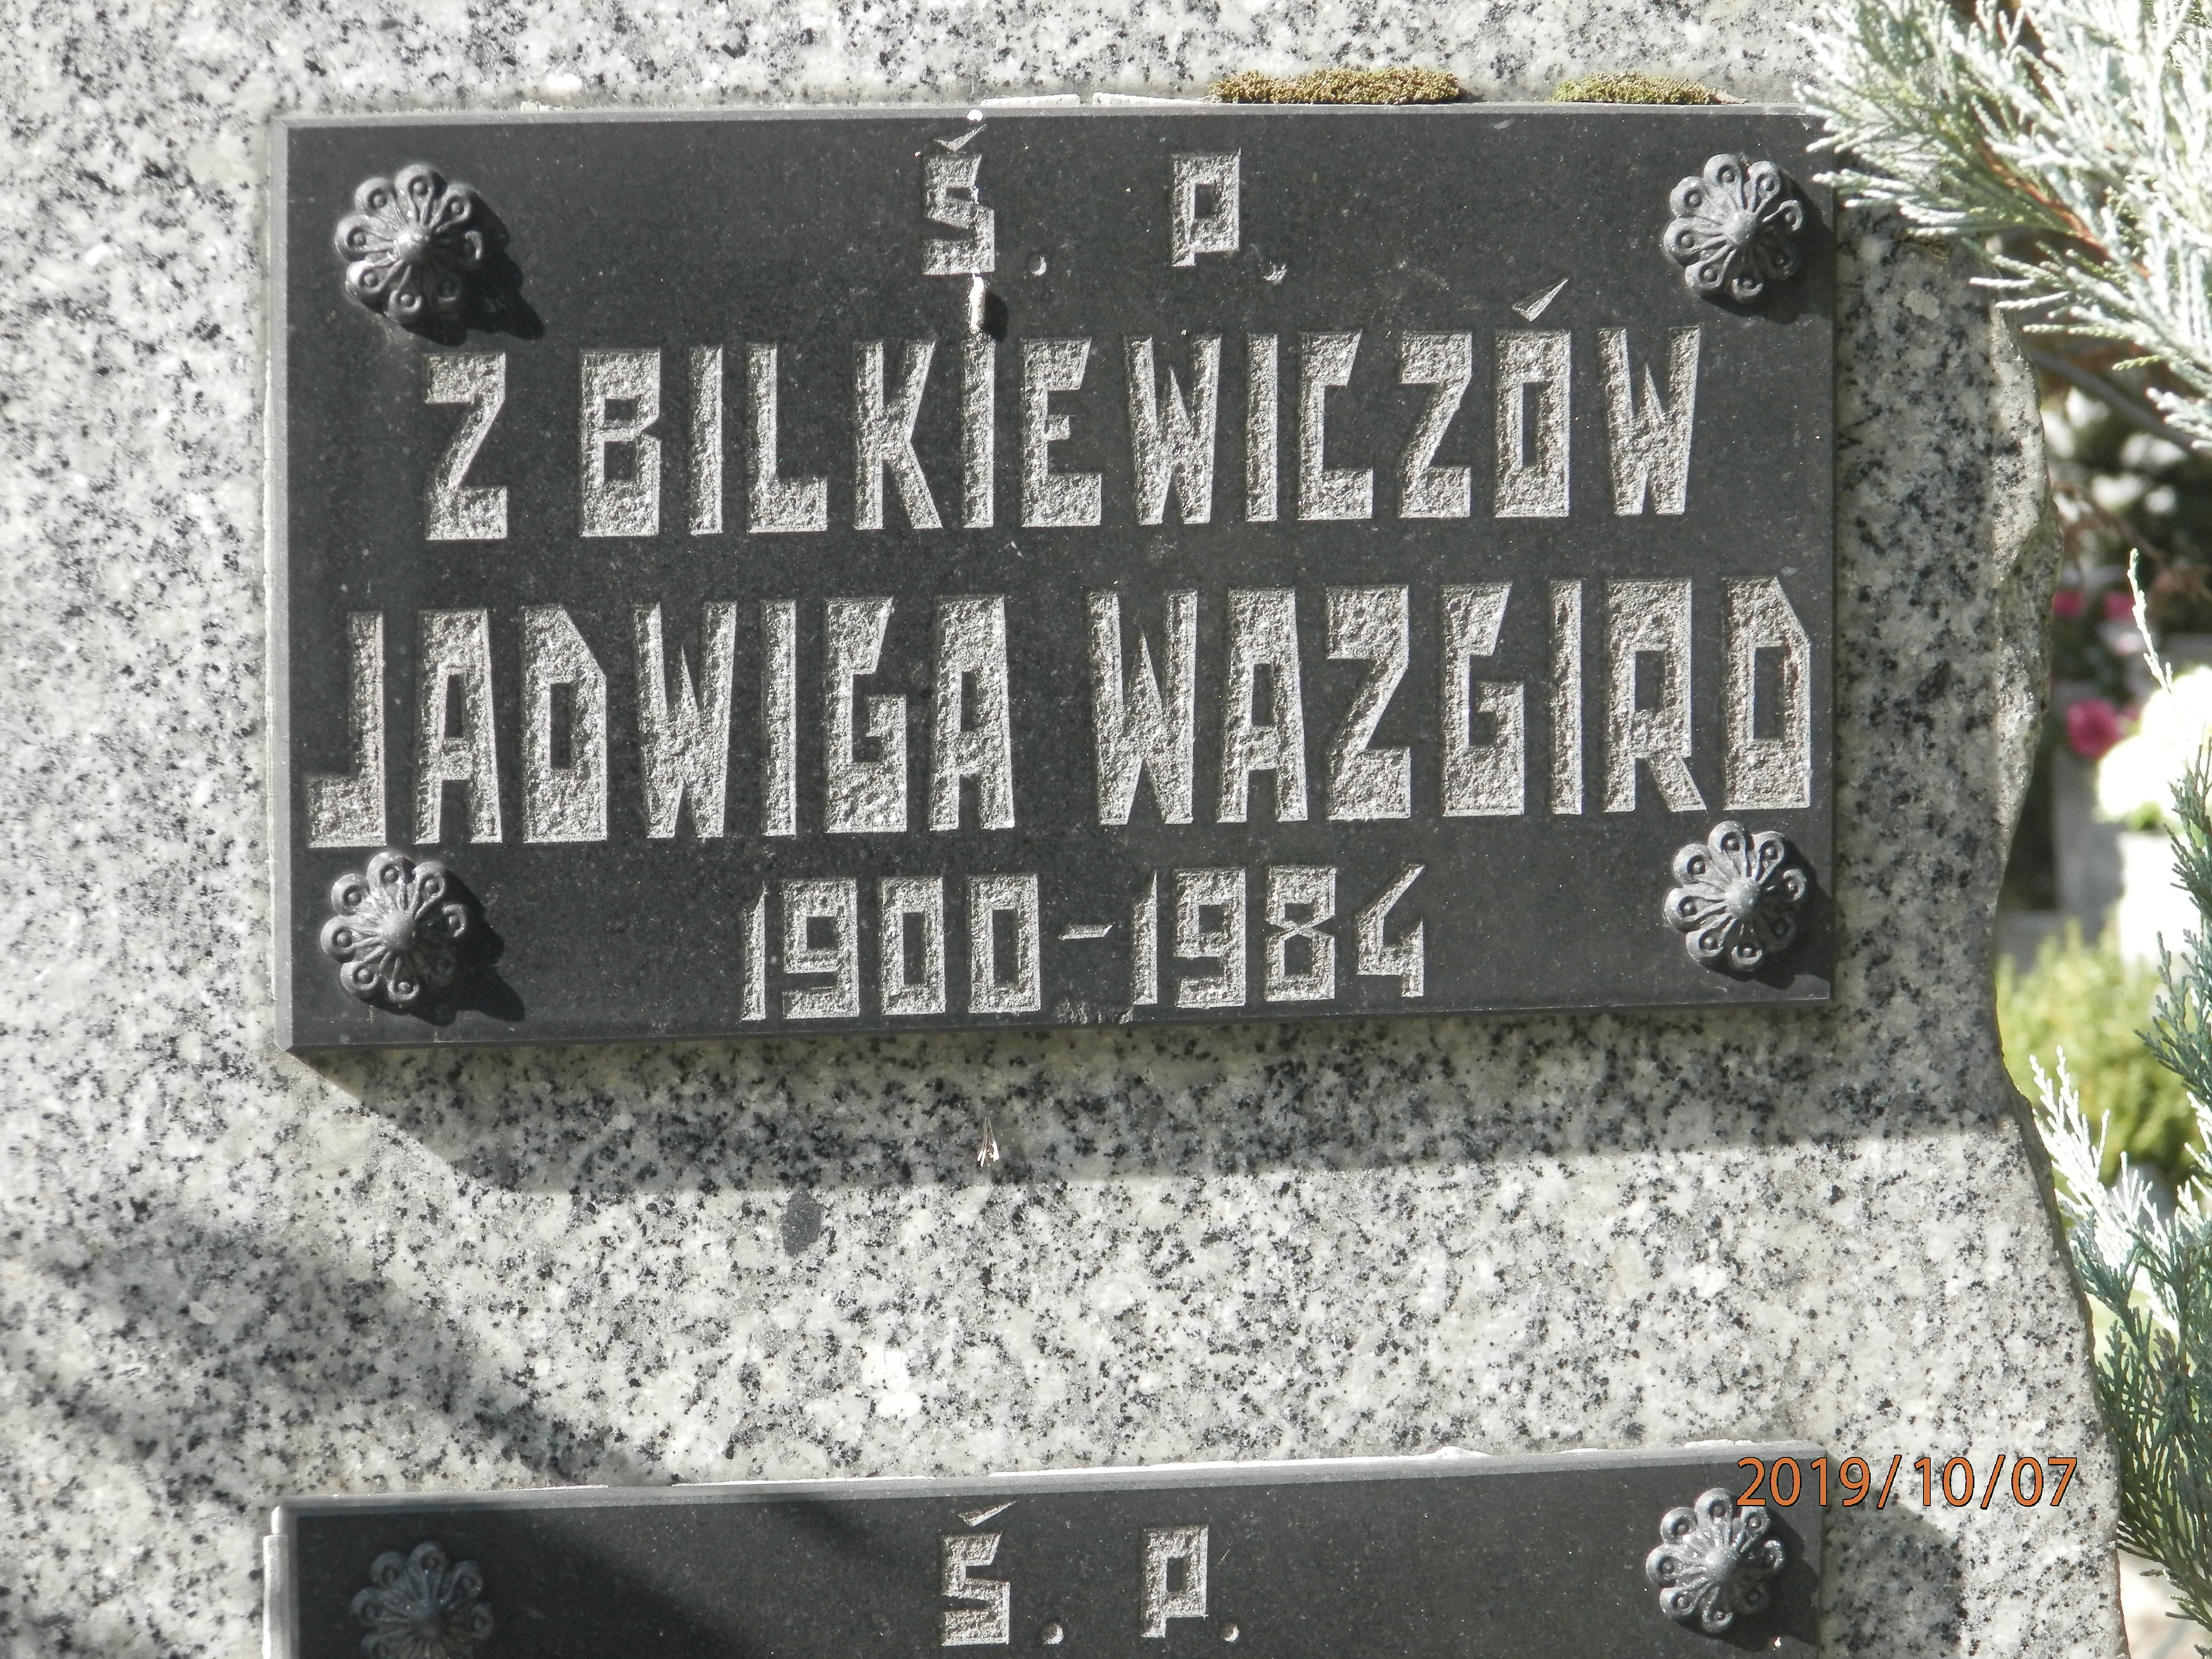 Ś. P.
Z BILKIEWICZÓW
JADWIGA WAZGIRD
1900-1984
2019/10/07
Ś. P.